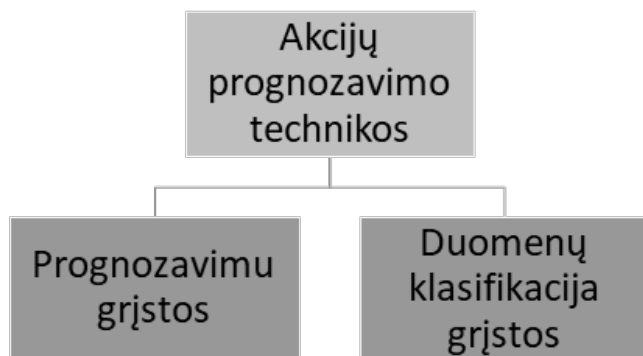 Akcijų
prognozavimo
technikos
Prognozavimu
grįstos
Duomenų
klasifikacija
grįstos